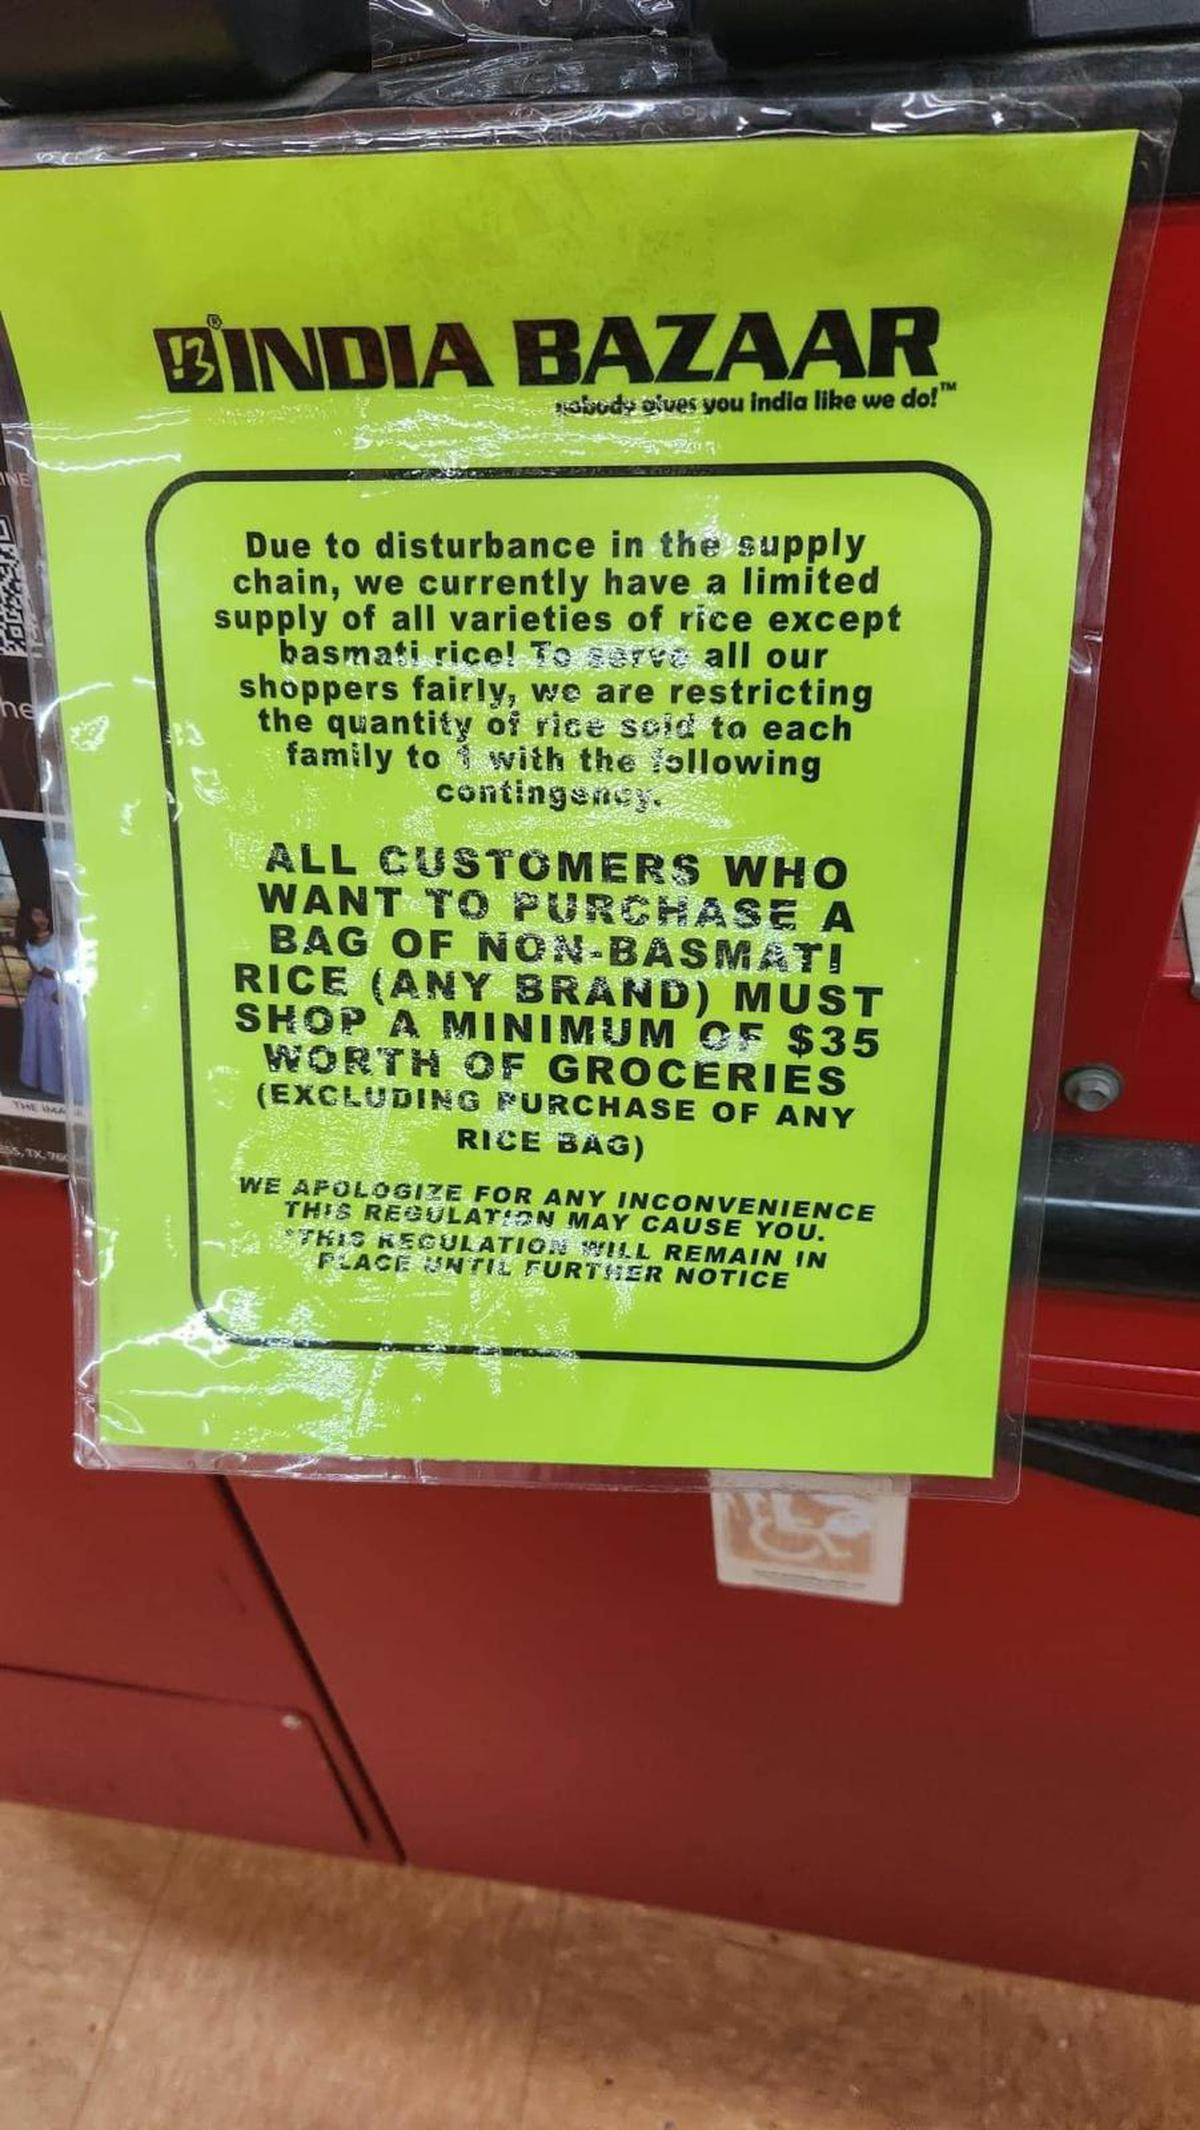 !3® INDIA BAZAAR
nobody gives you india like we do!™
Due to disturbance in the supply
chain, we currently have a limited
supply of all varieties of rice except
basmati rice! To serve all our
shoppers fairly, we are restricting
the quantity of rice sold to each
family to 1 with the following
contingency.
ALL CUSTOMERS WHO
WANT TO PURCHASE A
BAG OF NON-BASMATI
RICE (ANY BRAND) MUST
SHOP A MINIMUM OF $35
WORTH OF GROCERIES
(EXCLUDING PURCHASE OF ANY
RICE BAG)
WE APOLOGIZE FOR ANY INCONVENIENCE
THIS REGULATION MAY CAUSE YOU.
*THIS REGULATION WILL REMAIN IN
PLACE UNTIL FURTHER NOTICE